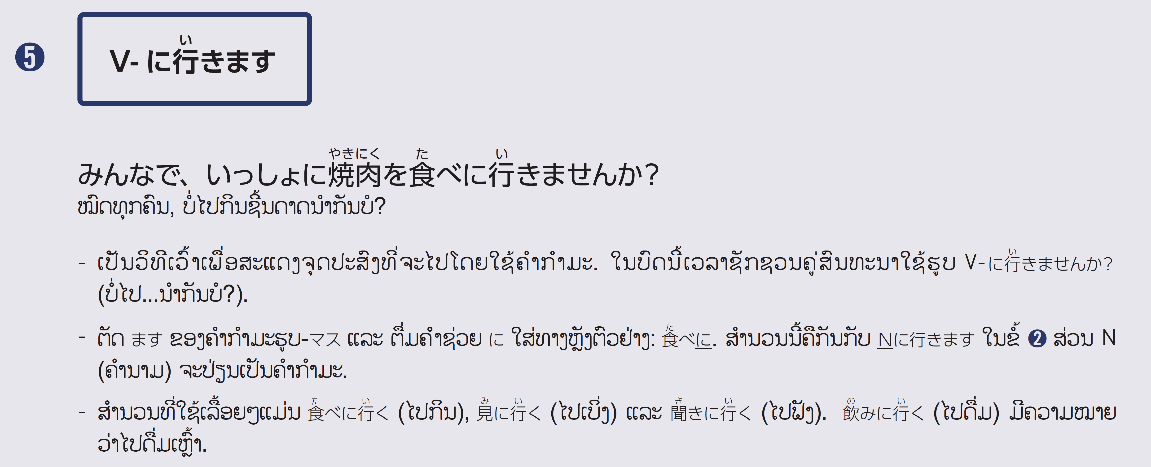 ❺ V- に行きます
みんなで、いっしょに焼肉を食べに行きませんか?
ໝົດທຸກຄົນ, ບໍ່ໄປກິນຊີ້ນດາດນຳກັນບໍ?
- ເປັນວິທີເວົ້າເພື່ອສະແດງຈຸດປະສົງທີ່ຈະໄປໂດຍໃຊ້ຄຳກຳມະ. ໃນບົດນີ້ເວລາຊັກຊວນຄູ່ສົນທະນາໃຊ້ຮູບ V-に行きませんか?
(ບໍ່ໄປ...ນຳກັນບໍ?).
- ຕັດ ます ຂອງຄຳກຳມະຮູບ-マス ແລະ ຕື່ມຄຳຊ່ວຍ に ໃສ່ທາງຫຼັງຕົວຢ່າງ: 食べに. ສຳນວນນີ້ຄືກັນກັບ Nに行きます ໃນຂໍ້ ❷ ສ່ວນ N
(ຄຳນາມ) ຈະປ່ຽນເປັນຄຳກຳມະ.
- ສຳນວນທີ່ໃຊ້ເລື້ອຍໆແມ່ນ 食べに行く (ໄປກິນ), 見に行く (ໄປເບິ່ງ) ແລະ 聞きに行く (ໄປຟັງ). 飲みに行く (ໄປດື່ມ) ມີຄວາມໝາຍ
ວ່າໄປດື່ມເຫຼົ້າ.